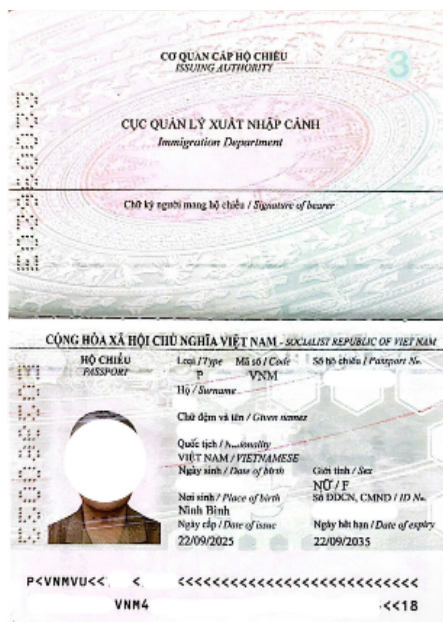 CƠ QUAN CẤP HỘ CHIẾU
ISSUING AUTHORITY
3
CỤC QUẢN LÝ XUẤT NHẬP CẢNH
Immigration Department
Chữ ký người mang hộ chiếu / Signature of bearer
CỘNG HÒA XÃ HỘI CHỦ NGHĨA VIỆT NAM - SOCIALIST REPUBLIC OF VIET NAM
HỘ CHIẾU
PASSPORT
Loại / Type Mã số / Code Số hộ chiếu / Passport No.
P VNM
Họ / Surname
Chữ đệm và tên / Given names
Quốc tịch / Nationality
VIỆT NAM / VIETNAMESE
Ngày sinh / Date of birth Giới tính / Sex
NỮ / F
Nơi sinh / Place of birth Số ĐDCN, CMND / ID No.
Ninh Bình
Ngày cấp / Date of issue Ngày hết hạn / Date of expiry
22/09/2025 22/09/2035
P<VNMVU<< < <<<<<<<<<<<<<<<<<<<<<<<<<<<
VNM4 <<18